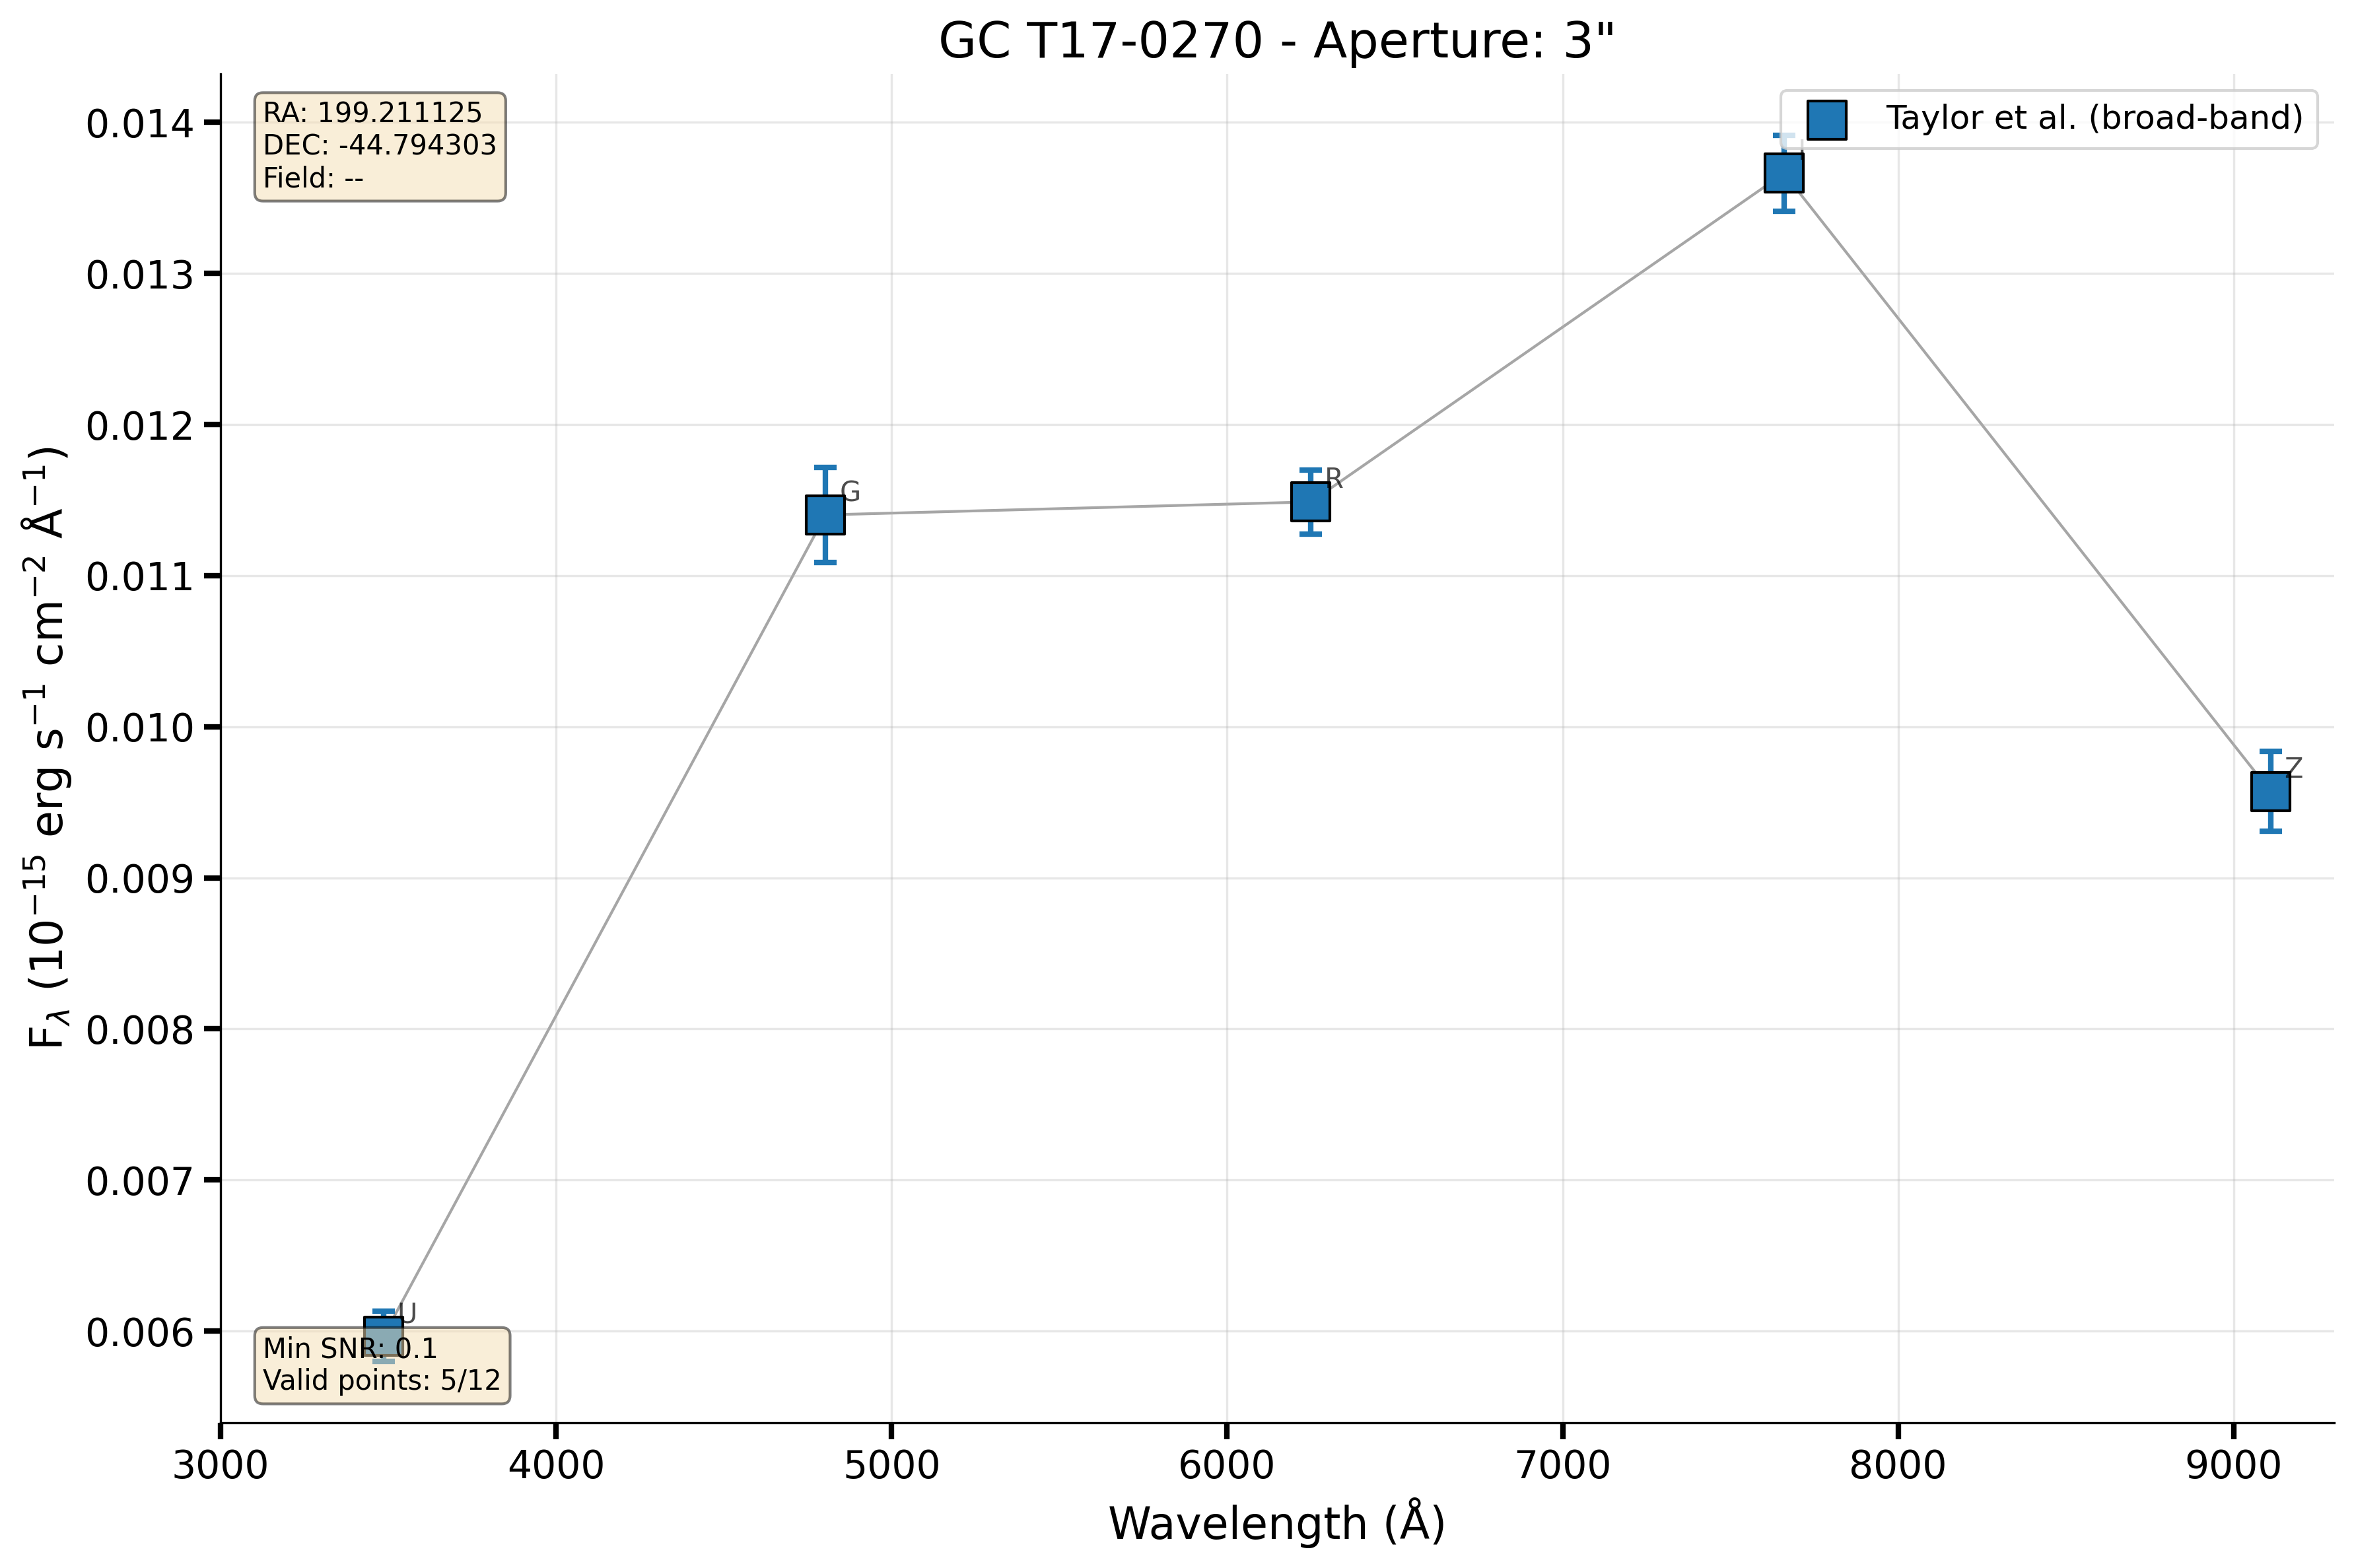 GC T17-0270 - Aperture: 3"
RA: 199.211125
DEC: -44.794303
Field: --
Taylor et al. (broad-band)
I
G
R
Z
U
Min SNR: 0.1
Valid points: 5/12
F_λ (10⁻¹⁵ erg s⁻¹ cm⁻² Å⁻¹)
0.014
0.013
0.012
0.011
0.010
0.009
0.008
0.007
0.006
3000 4000 5000 6000 7000 8000 9000
Wavelength (Å)